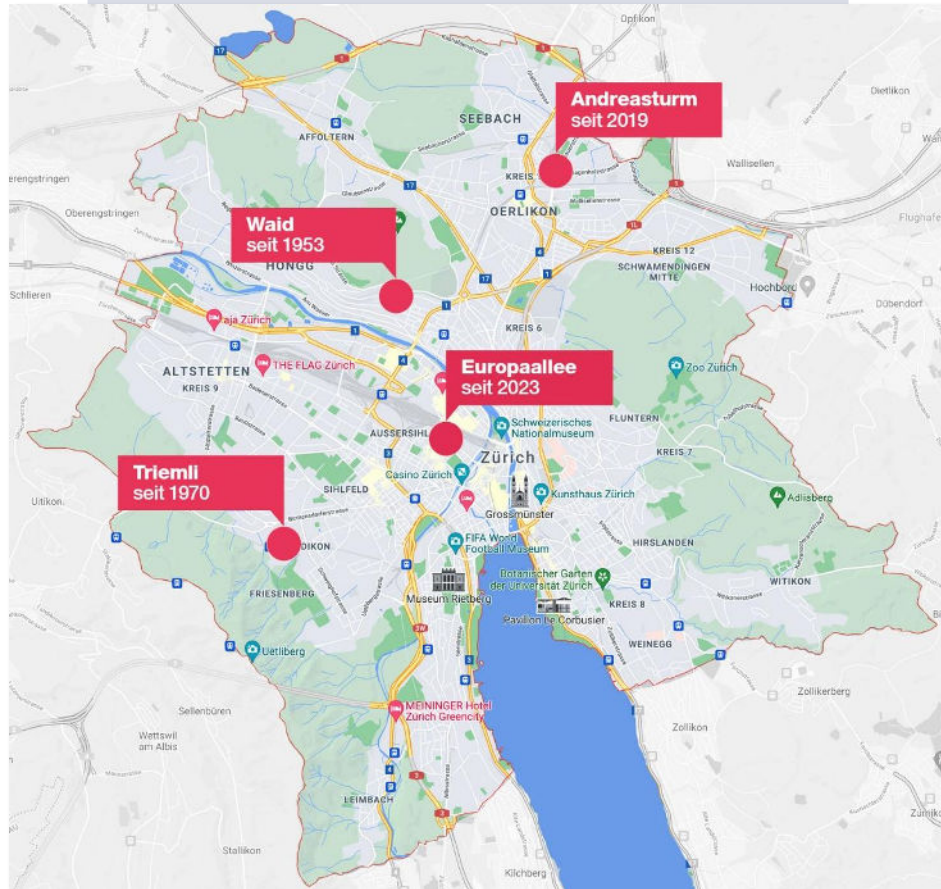 Opfikon
Dietlikon
Andreasturm
seit 2019
SEEBACH
AFFOLTERN
Wallisellen
KREIS
Oberengstringen
OERLIKON
Waid
seit 1953
KREIS 12
HÖNGG
SCHWAMENDINGEN
MITTE
Hochbord
Schlieren
Dübendorf
aja Zürich
KREIS 6
THE FLAG Zürich
Europaallee
seit 2023
Zoo Zürich
ALTSTETTEN
KREIS 9
FLUNTERN
AUSSERSIHL
Schweizerisches
Nationalmuseum
KREIS 7
Zürich
Triemli
seit 1970
Casino Zürich
SIHLFELD
Kunsthaus Zürich
Adlisberg
Uitikon
Grossmünster
FIFA World
Football Museum
HIRSLANDEN
Botanischer Garten
der Universität Zürich
WITIKON
FRIESENBERG
Museum Rietberg
KREIS 8
Pavillon Le Corbusier
WEINEGG
Uetliberg
Zollikerberg
Sellenbüren
MEININGER Hotel
Zürich Greencity
Zollikon
Wettswil
am Albis
LEIMBACH
Stallikon
Kilchberg